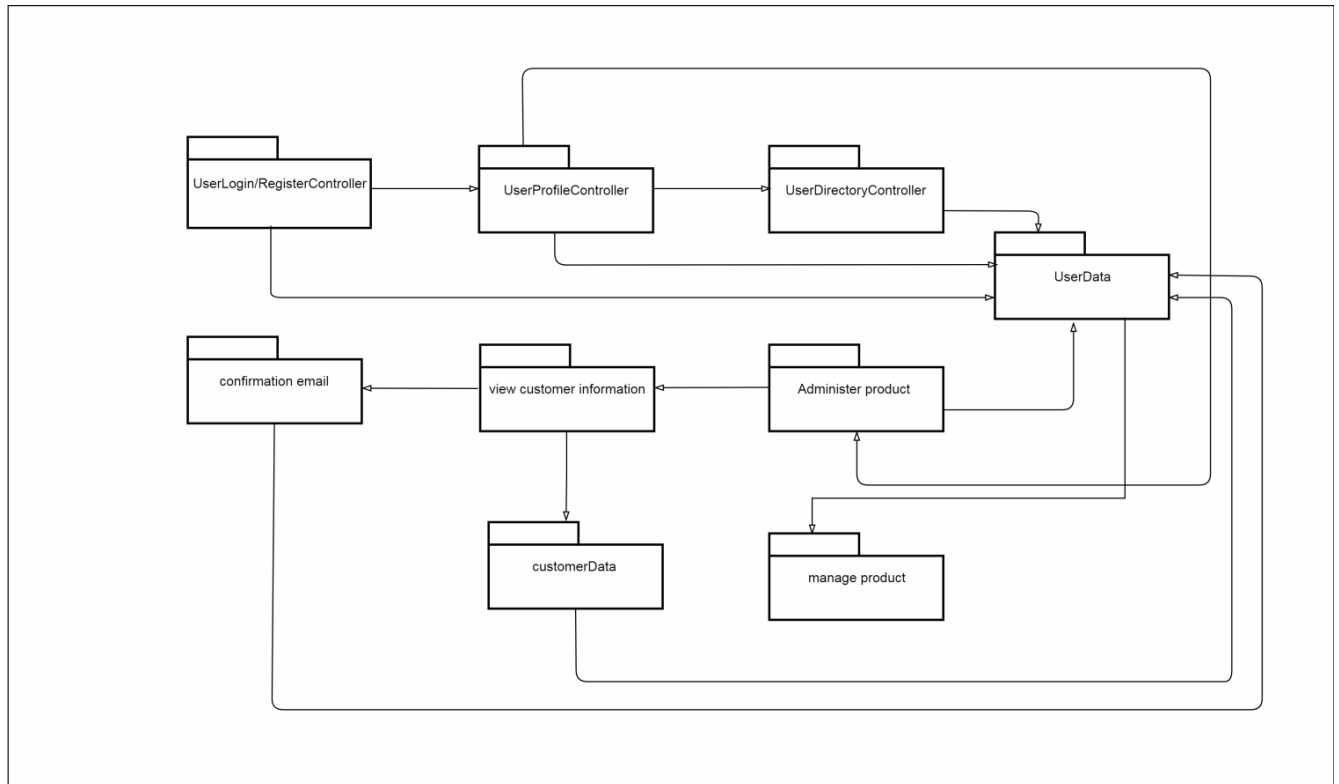 UserLogin/RegisterController
UserProfileController
UserDirectoryController
UserData
confirmation email
view customer information
Administer product
customerData
manage product